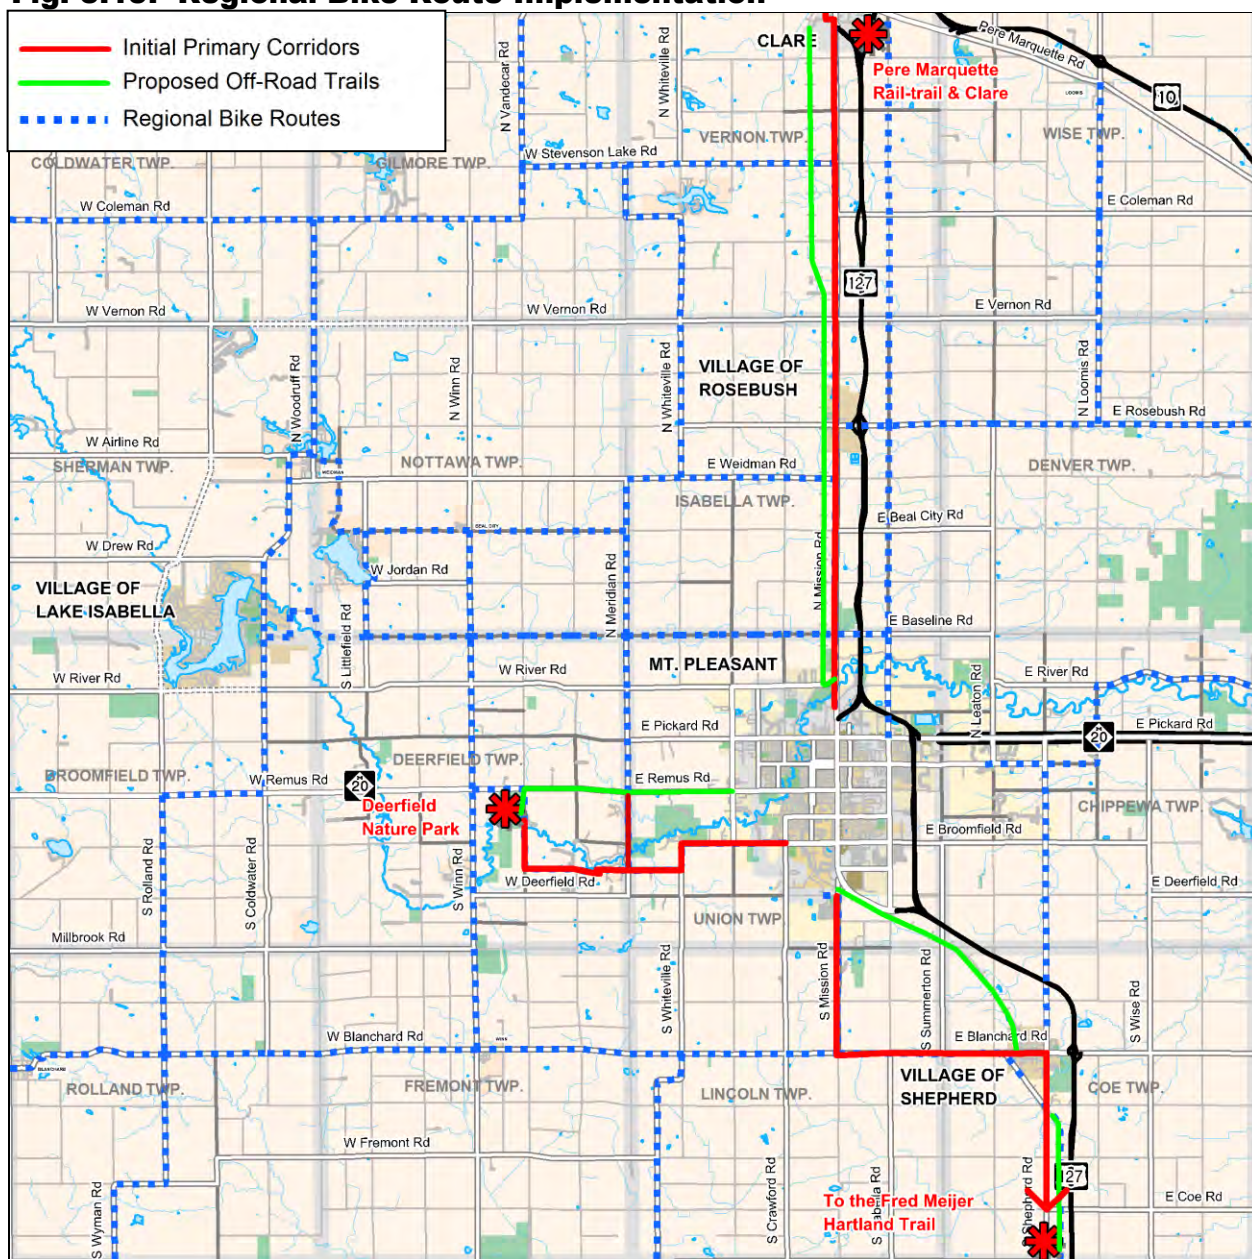 Initial Primary Corridors
Proposed Off-Road Trails
Regional Bike Routes
CLARE
Pere Marquette
Rail-trail & Clare
Pere Marquette Rd
10
LOOMIS
N Vandecar Rd
N Whiteville Rd
VERNON TWP.
WISE TWP.
COLDWATER TWP.
GILMORE TWP.
W Stevenson Lake Rd
W Coleman Rd
E Coleman Rd
127
W Vernon Rd
W Vernon Rd
E Vernon Rd
N Woodruff Rd
N Winn Rd
N Whiteville Rd
VILLAGE OF
ROSEBUSH
N Loomis Rd
E Rosebush Rd
W Airline Rd
SHERMAN TWP.
WEIDMAN
NOTTAWA TWP.
E Weidman Rd
DENVER TWP.
ISABELLA TWP.
BEAL CITY
E Beal City Rd
W Drew Rd
W Jordan Rd
VILLAGE OF
LAKE ISABELLA
S Littlefield Rd
N Meridian Rd
N Mission Rd
E Baseline Rd
W River Rd
W River Rd
MT. PLEASANT
N Leaton Rd
E River Rd
E Pickard Rd
E Pickard Rd
20
BROOMFIELD TWP.
W Remus Rd
20
DEERFIELD TWP.
E Remus Rd
CHIPPEWA TWP.
Deerfield
Nature Park
E Broomfield Rd
S Rolland Rd
S Coldwater Rd
S Winn Rd
W Deerfield Rd
E Deerfield Rd
UNION TWP.
Millbrook Rd
S Whiteville Rd
S Mission Rd
S Summerton Rd
S Wise Rd
W Blanchard Rd
WINN
E Blanchard Rd
BLANCHARD
ROLLAND TWP.
FREMONT TWP.
LINCOLN TWP.
VILLAGE OF
SHEPHERD
COE TWP.
W Fremont Rd
S Wyman Rd
S Crawford Rd
Shepherd Rd
127
E Coe Rd
To the Fred Meijer
Hartland Trail